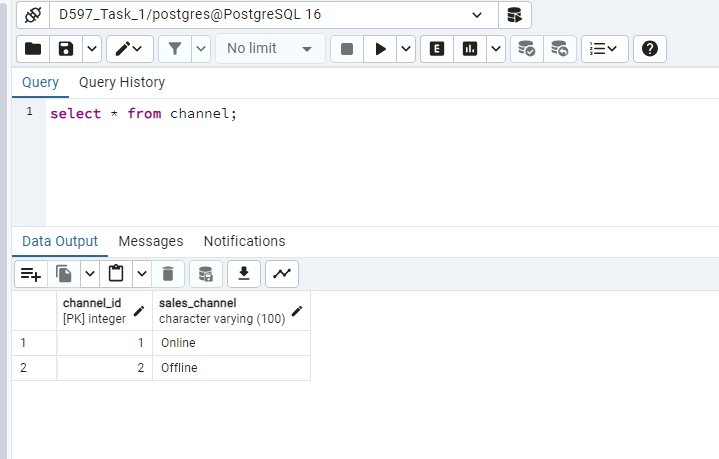 D597_Task_1/postgres@PostgreSQL 16
No limit
E
Query Query History
1 select * from channel;
Data Output Messages Notifications
channel_id sales_channel
[PK] integer character varying (100)
1 1 Online
2 2 Offline